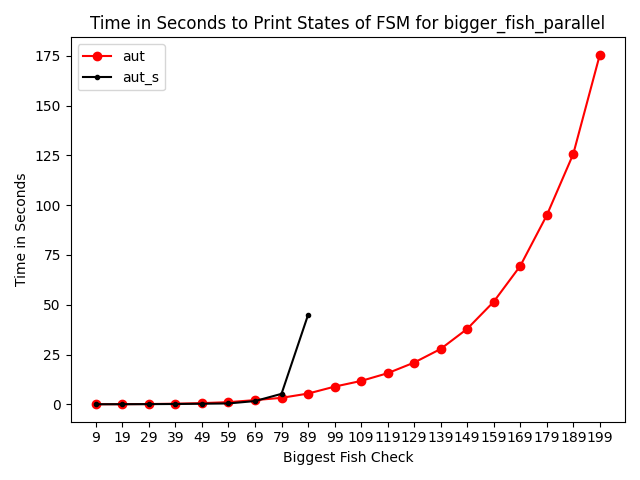 Time in Seconds to Print States of FSM for bigger_fish_parallel
aut
aut_s
175
150
125
100
75
50
25
0
Time in Seconds
9 19 29 39 49 59 69 79 89 99 109 119 129 139 149 159 169 179 189 199
Biggest Fish Check